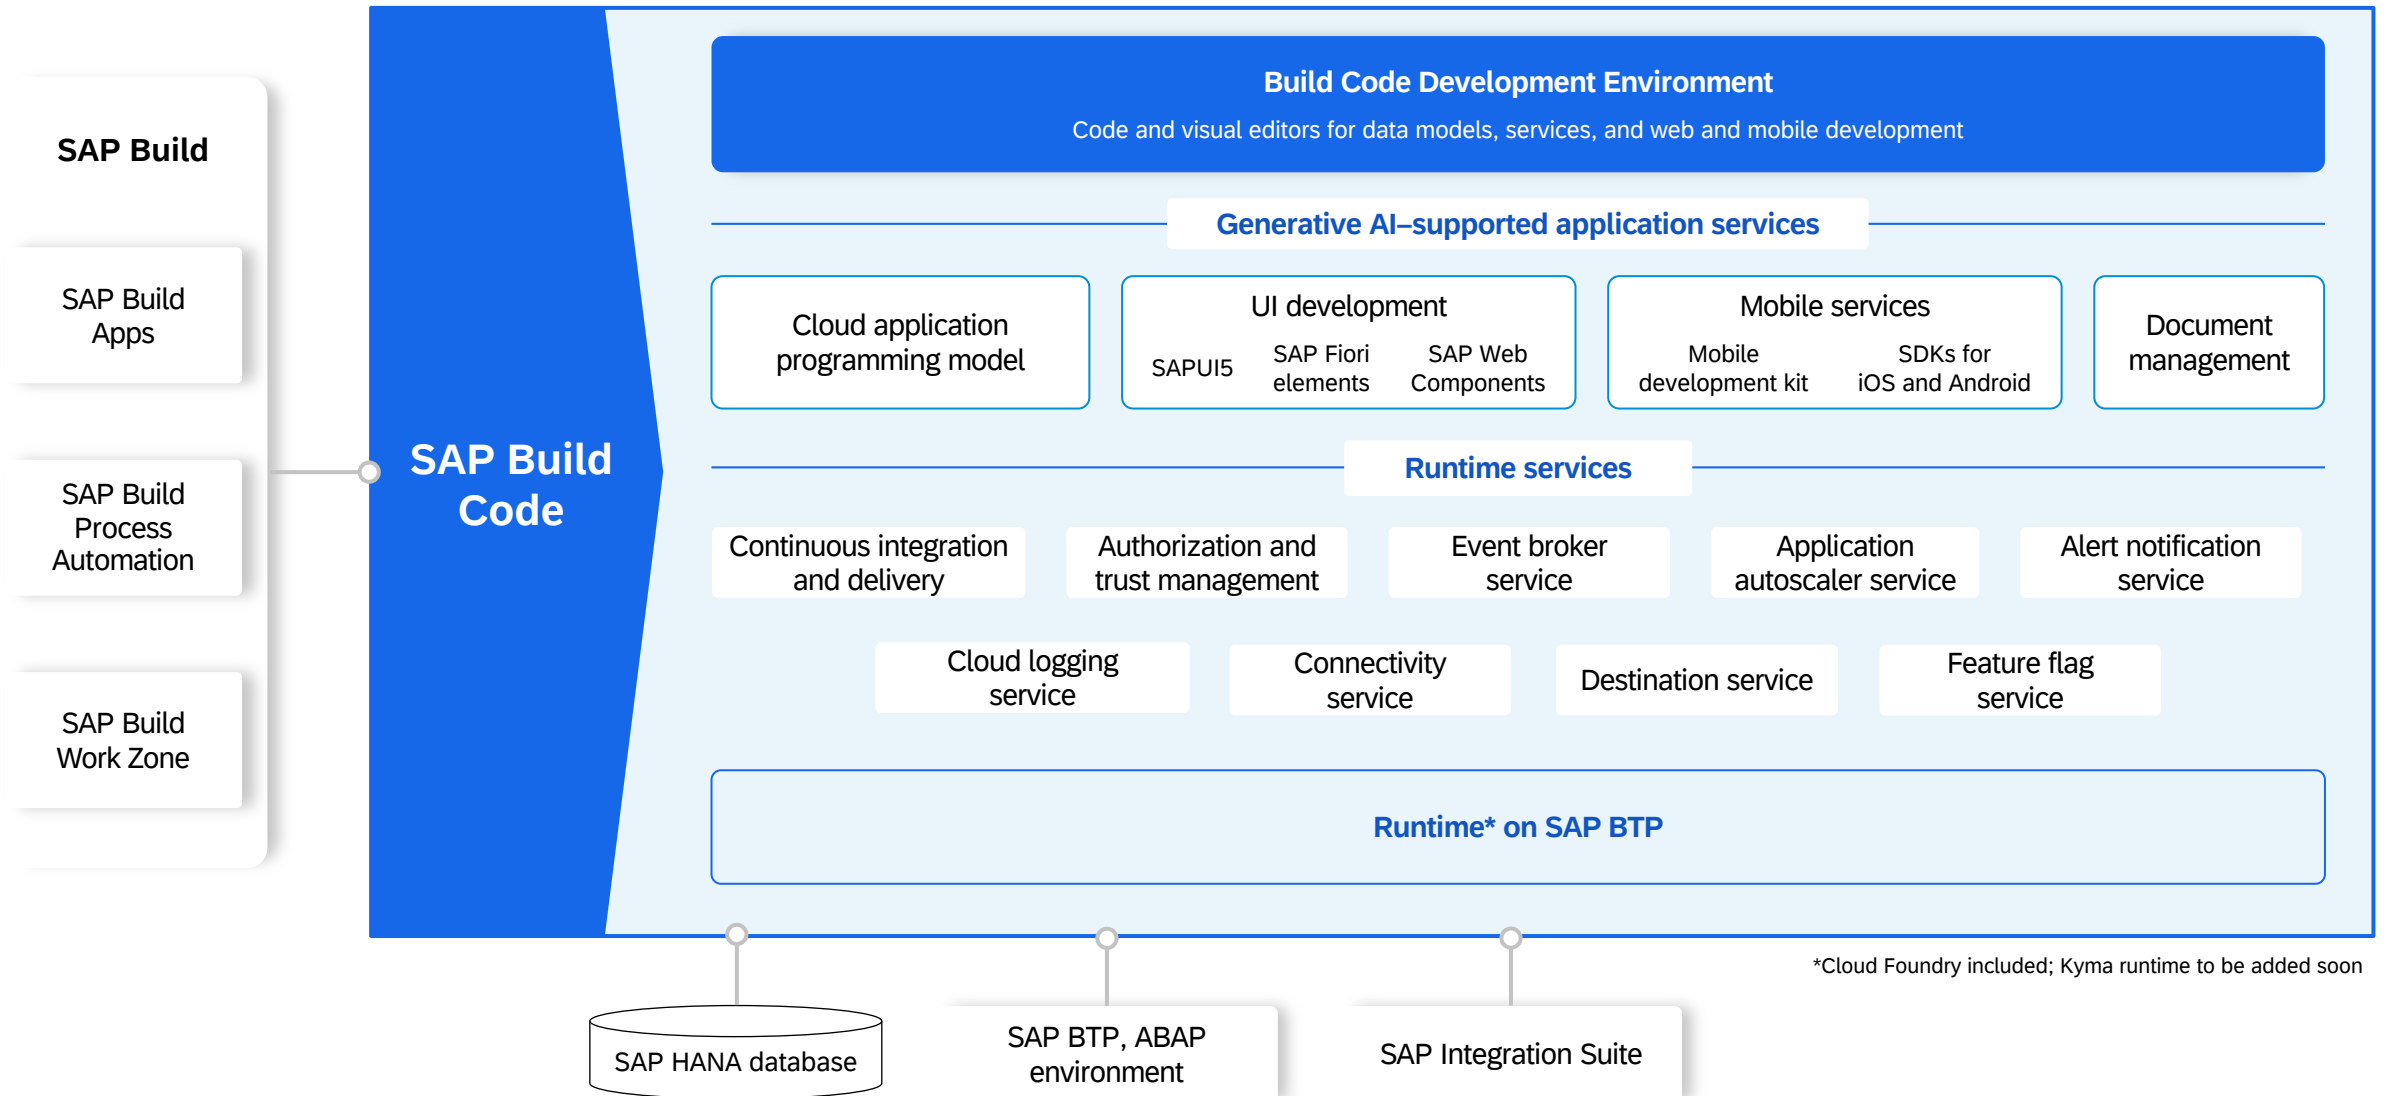 SAP Build
SAP Build
Apps
SAP Build
Process
Automation
SAP Build
Work Zone
SAP Build
Code
Build Code Development Environment
Code and visual editors for data models, services, and web and mobile development
Generative AI–supported application services
Cloud application
programming model
UI development
SAPUI5
SAP Fiori
elements
SAP Web
Components
Mobile services
Mobile
development kit
SDKs for
iOS and Android
Document
management
Runtime services
Continuous integration
and delivery
Authorization and
trust management
Event broker
service
Application
autoscaler service
Alert notification
service
Cloud logging
service
Connectivity
service
Destination service
Feature flag
service
Runtime* on SAP BTP
*Cloud Foundry included; Kyma runtime to be added soon
SAP HANA database
SAP BTP, ABAP
environment
SAP Integration Suite